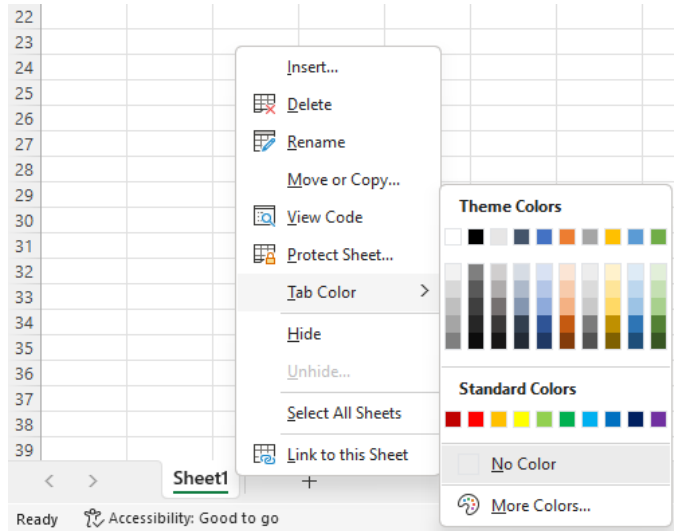 22
23
24
25
26
27
28
29
30
31
32
33
34
35
36
37
38
39
Insert...
Delete
Rename
Move or Copy...
View Code
Protect Sheet...
Tab Color >
Hide
Unhide...
Select All Sheets
Link to this Sheet
Theme Colors
Standard Colors
No Color
More Colors...
< > Sheet1 +
Ready Accessibility: Good to go